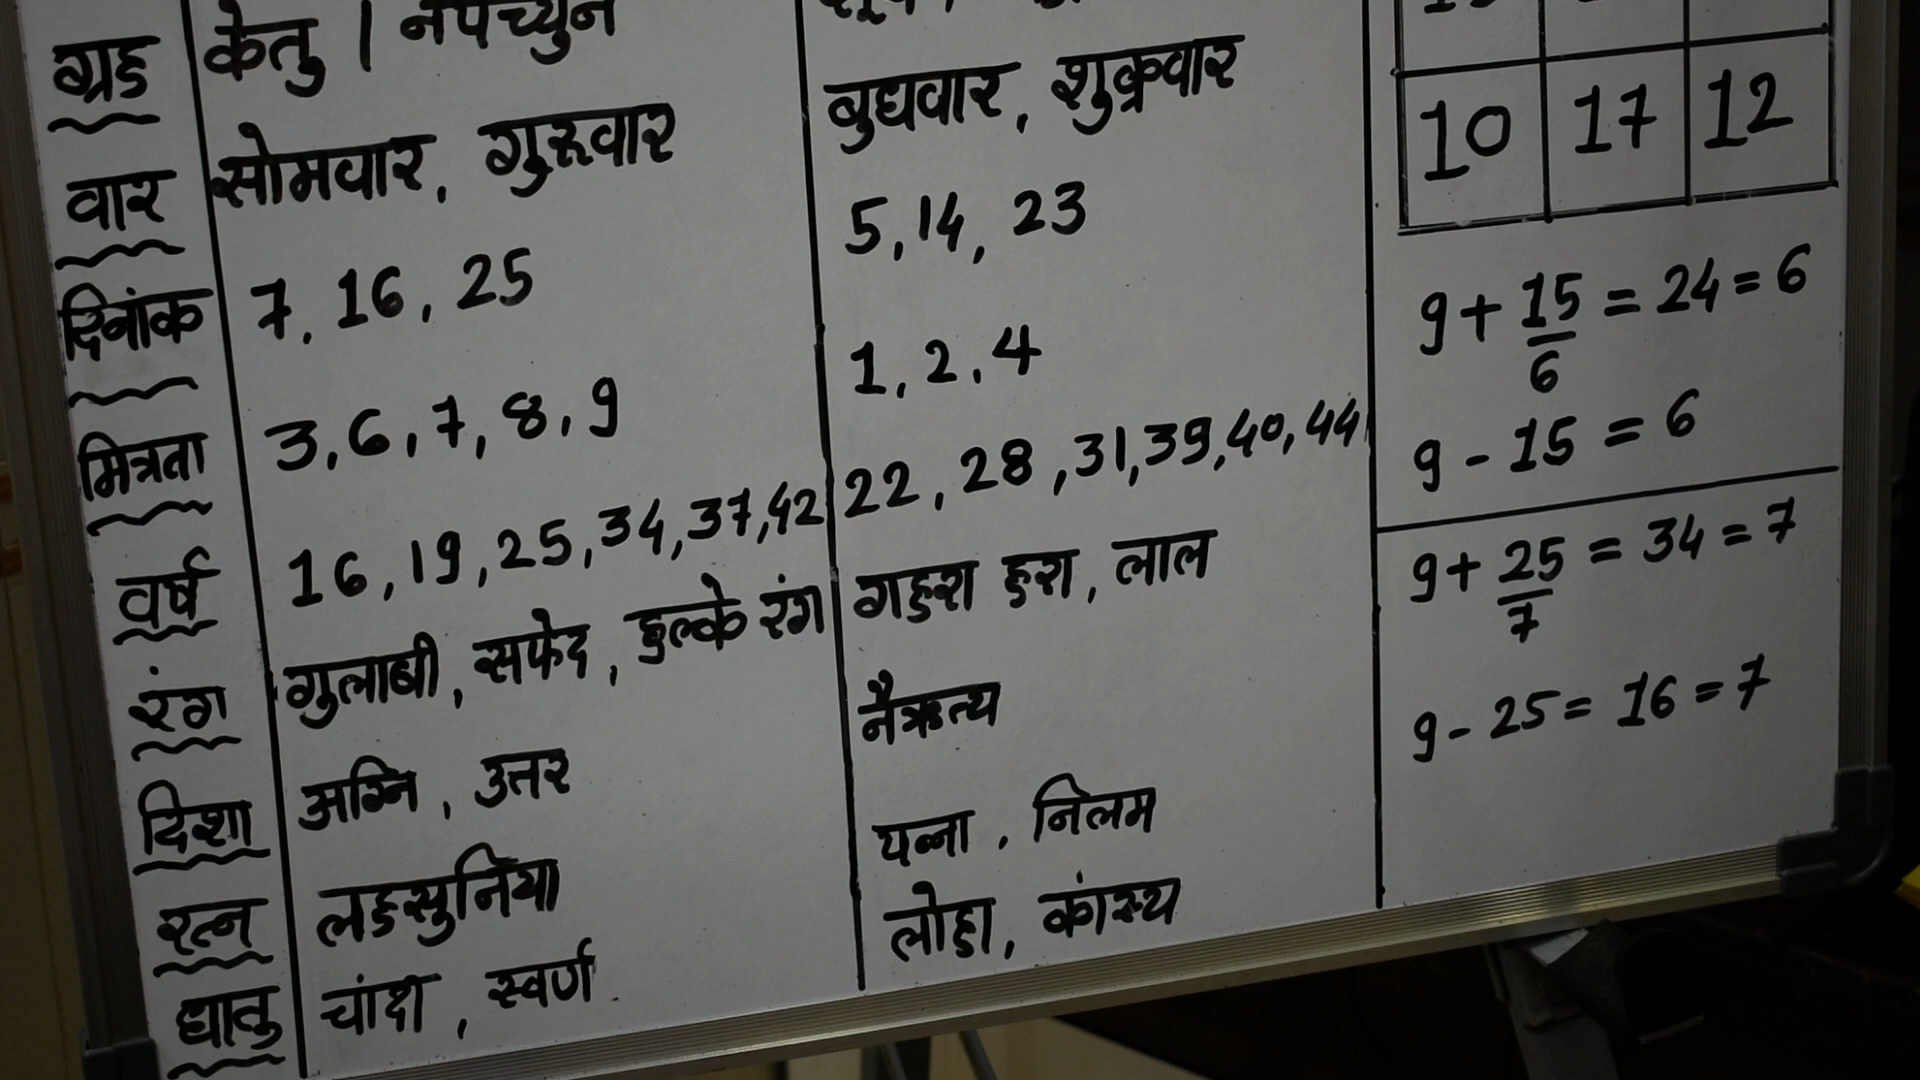 ग्रह केतु / नेपच्युन
वार सोमवार, गुरूवार बुधवार, शुक्रवार
दिनांक 7, 16, 25 5, 14, 23
मित्रता 3, 6, 7, 8, 9 1, 2, 4
वर्ष 16, 19, 25, 34, 37, 42 22, 28, 31, 39, 40, 44
रंग गुलाबी, सफेद, हल्के रंग गहरा हरा, लाल
दिशा अग्नि, उत्तर नैऋत्य
रत्न लहसुनिया पन्ना, निलम
धातु चांदी, स्वर्ण लोहा, कांस्य
10 17 12
9 + 15 = 24 = 6
6
9 - 15 = 6
9 + 25 = 34 = 7
7
9 - 25 = 16 = 7